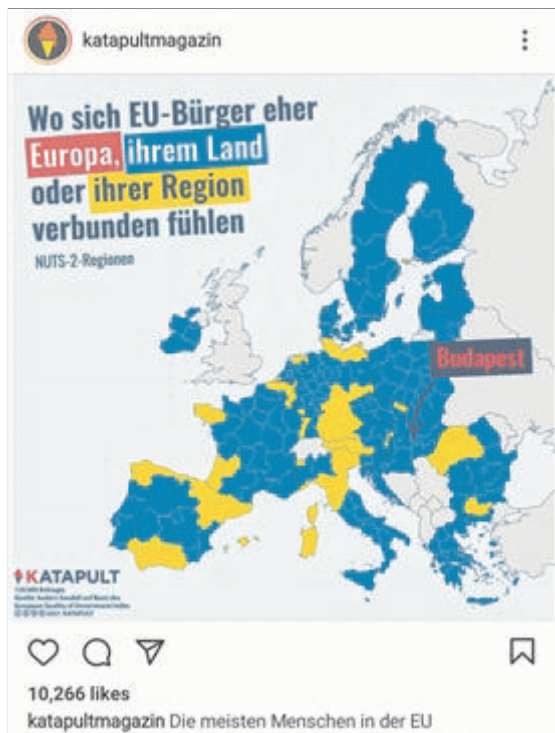 katapultmagazin
Wo sich EU-Bürger eher
Europa, ihrem Land
oder ihrer Region
verbunden fühlen
NUTS-2-Regionen
Budapest
KATAPULT
10,266 likes
katapultmagazin Die meisten Menschen in der EU